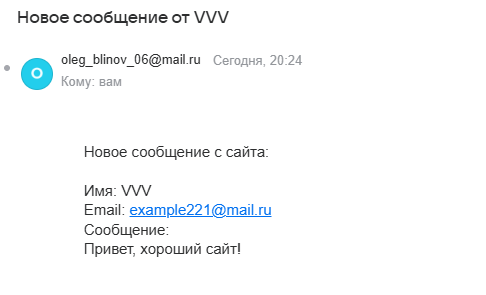 Новое сообщение от VVV
oleg_blinov_06@mail.ru Сегодня, 20:24
O
Кому: вам
Новое сообщение с сайта:
Имя: VVV
Email: example221@mail.ru
Сообщение:
Привет, хороший сайт!